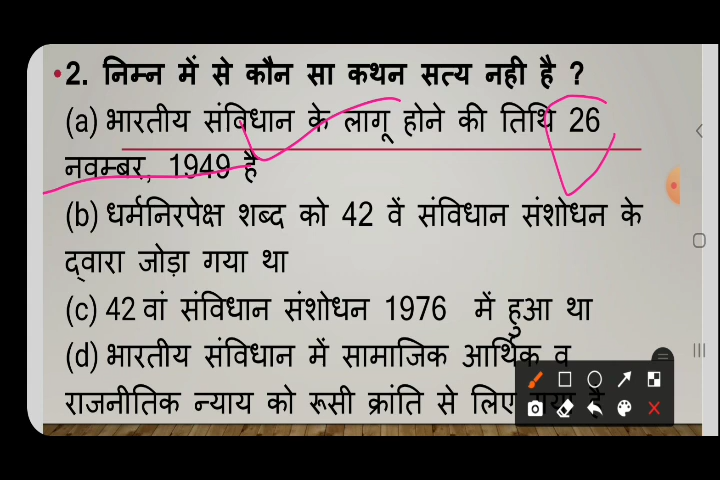 •2. निम्न में से कौन सा कथन सत्य नही है ?
(a) भारतीय संविधान के लागू होने की तिथि 26
नवम्बर, 1949 है
(b) धर्मनिरपेक्ष शब्द को 42 वें संविधान संशोधन के
द्वारा जोड़ा गया था
(c) 42 वां संविधान संशोधन 1976 में हुआ था
(d) भारतीय संविधान में सामाजिक आर्थिक व
राजनीतिक न्याय को रूसी क्रांति से लिए गया है